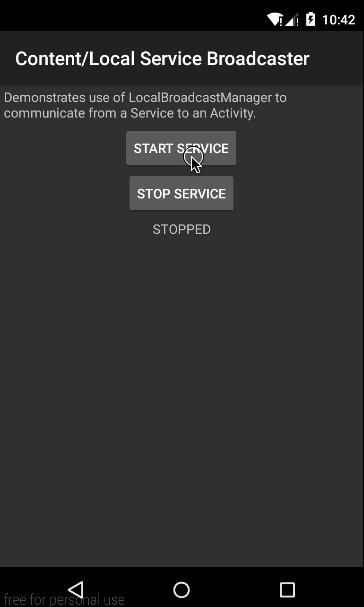 10:42
Content/Local Service Broadcaster
Demonstrates use of LocalBroadcastManager to
communicate from a Service to an Activity.
START SERVICE
STOP SERVICE
STOPPED
free for personal use